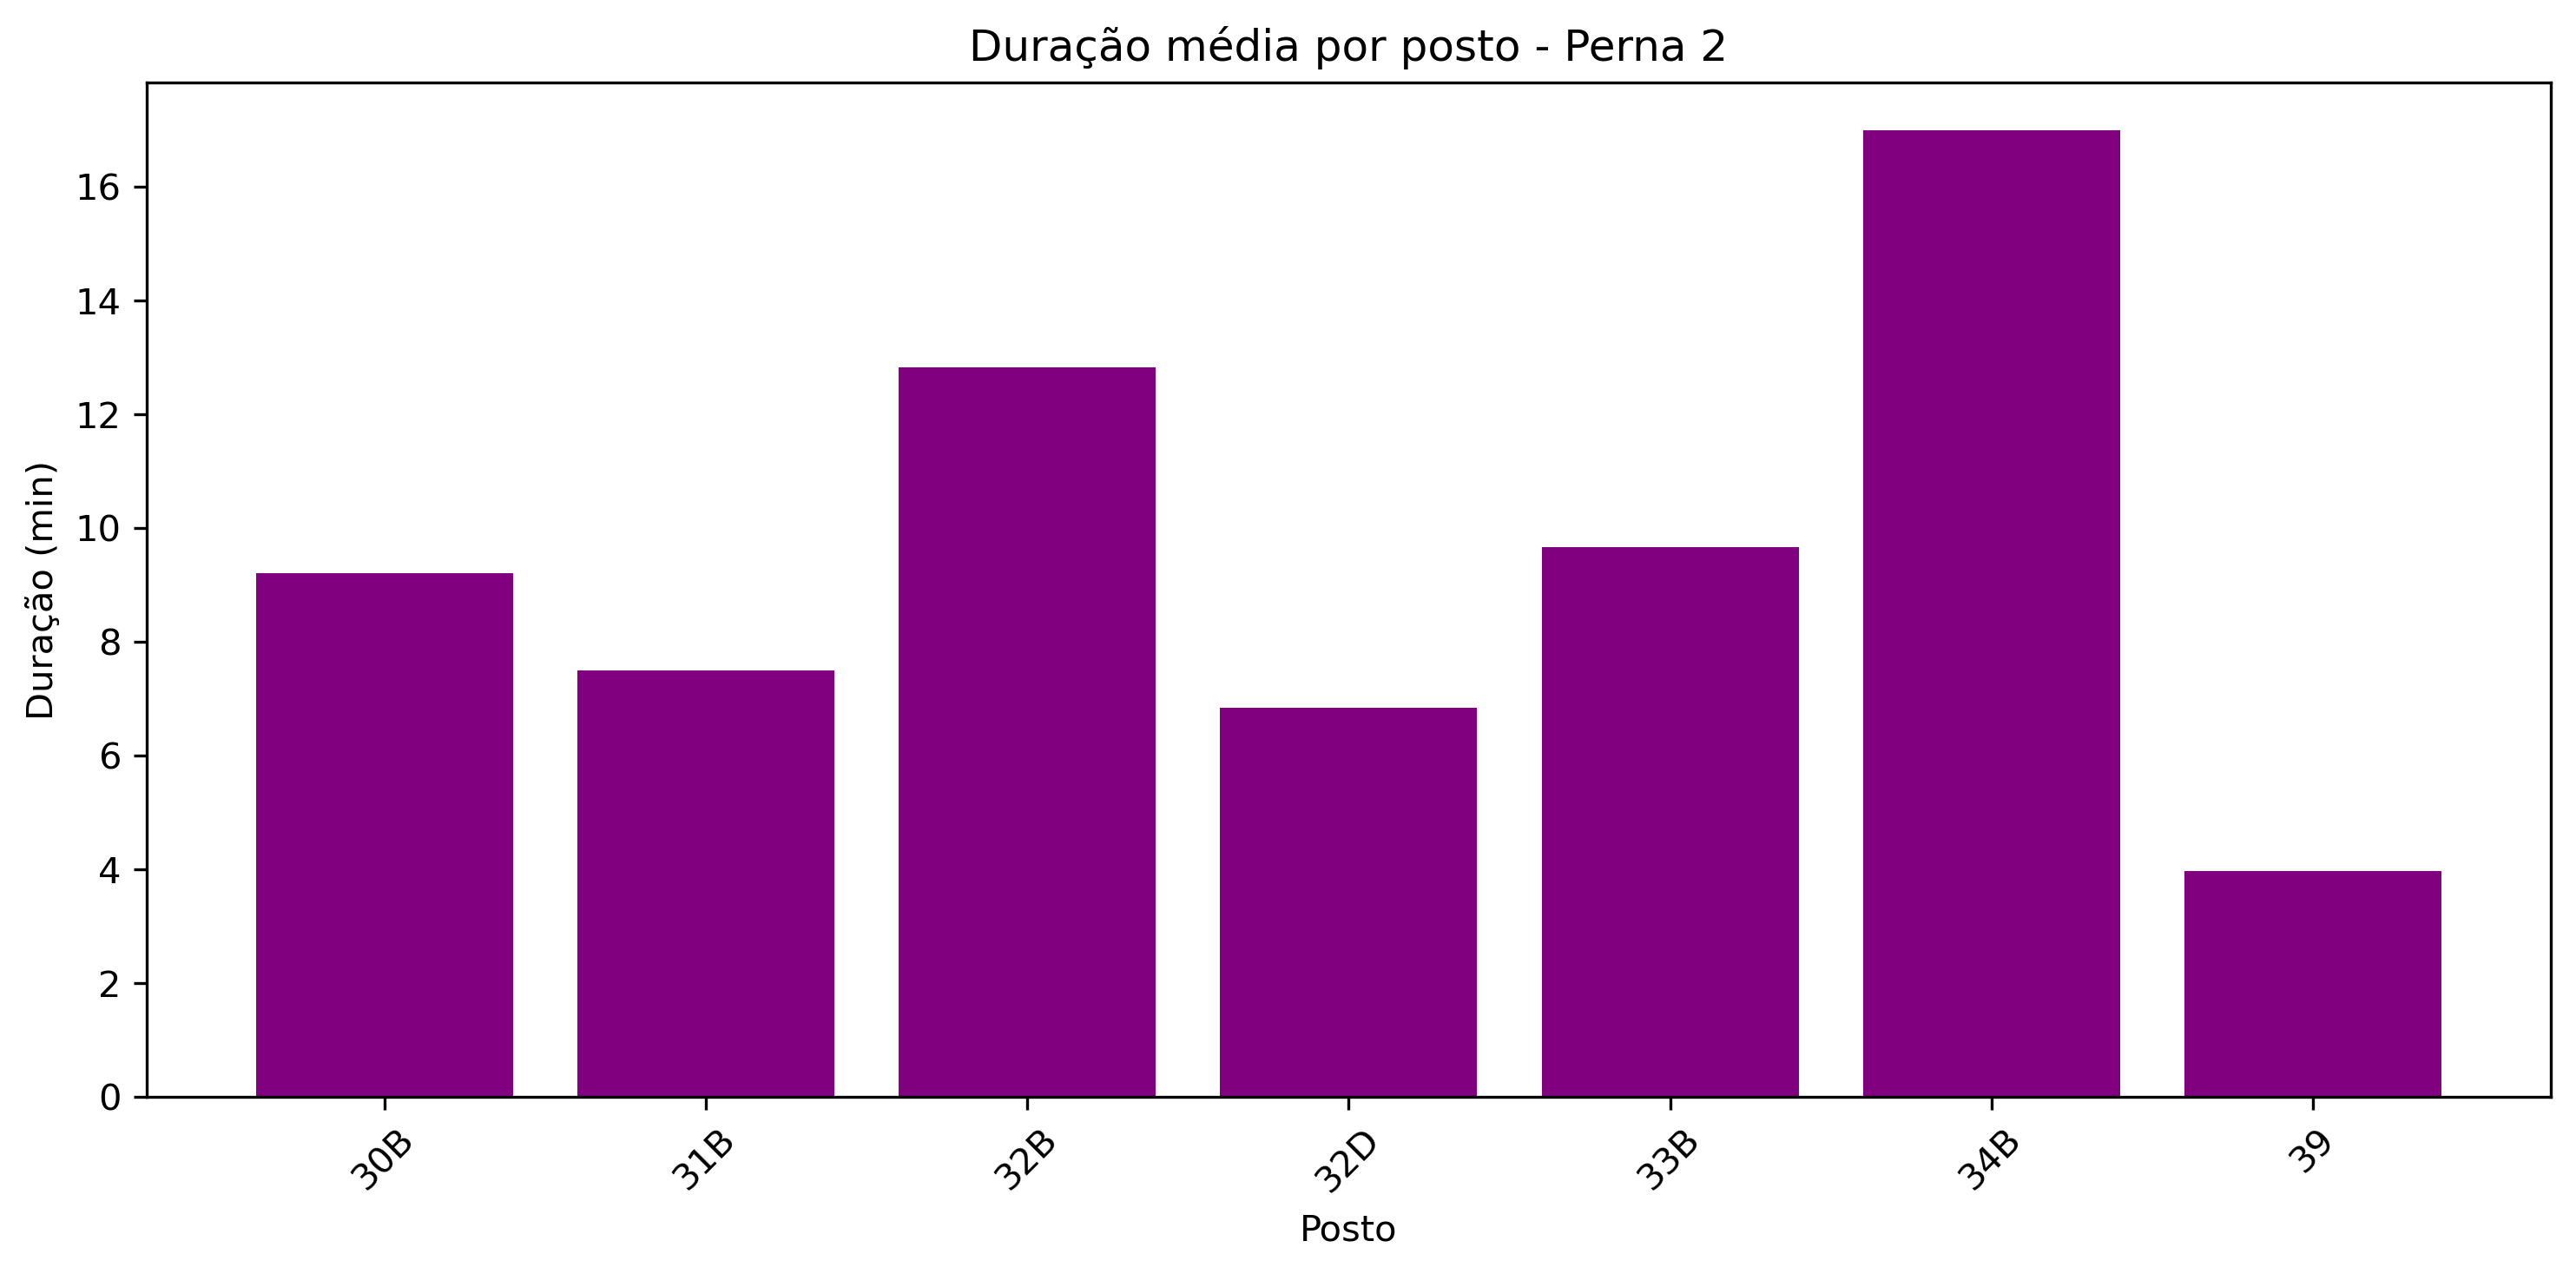 Duração média por posto - Perna 2
Duração (min)
16
14
12
10
8
6
4
2
0
30B
31B
32B
32D
33B
34B
39
Posto